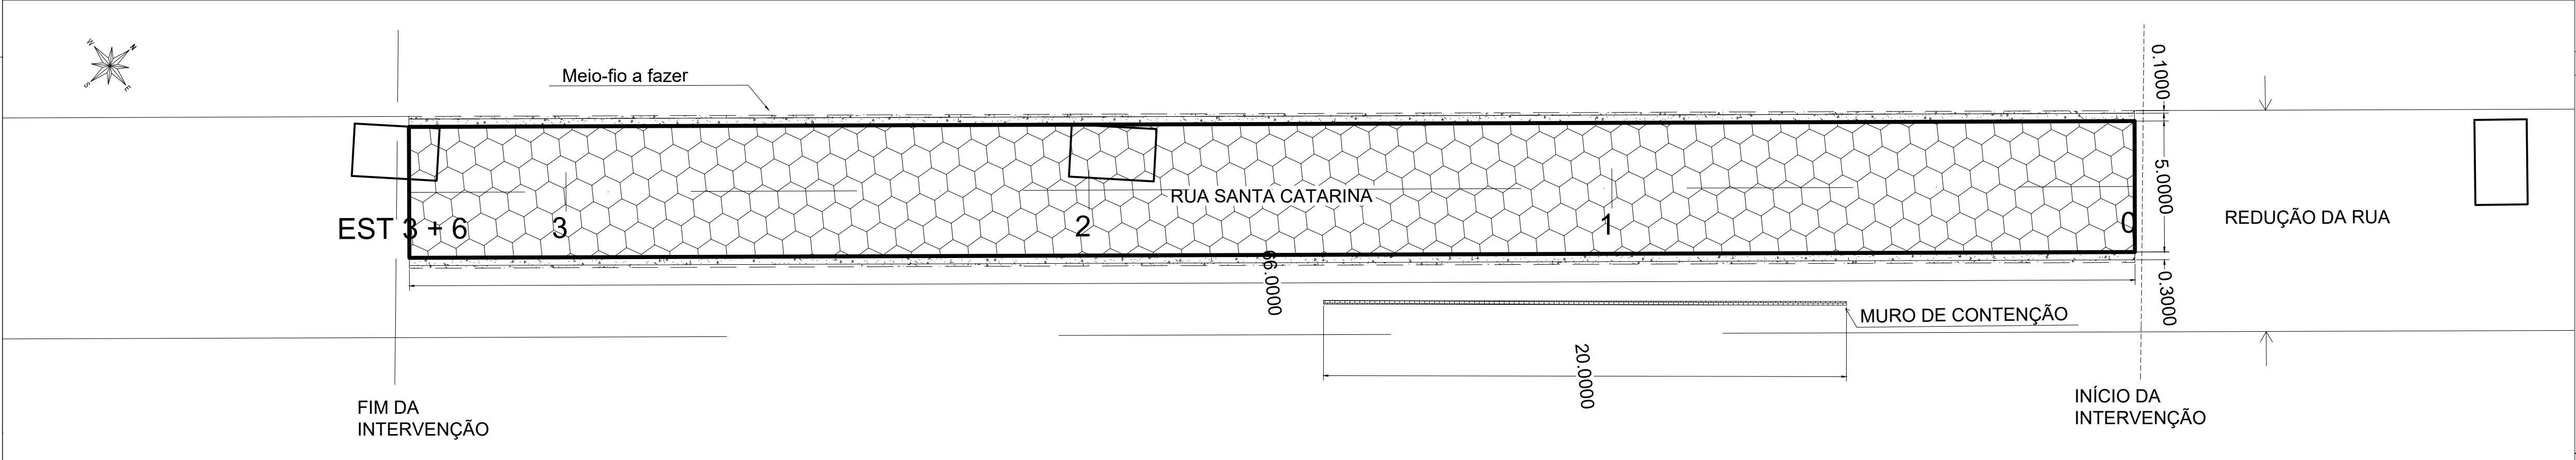 W
N
S
E
Meio-fio a fazer
0.1000
5.0000
0.3000
RUA SANTA CATARINA
EST 3 + 6
3
2
1
0
REDUÇÃO DA RUA
66.0000
MURO DE CONTENÇÃO
20.0000
FIM DA
INTERVENÇÃO
INÍCIO DA
INTERVENÇÃO